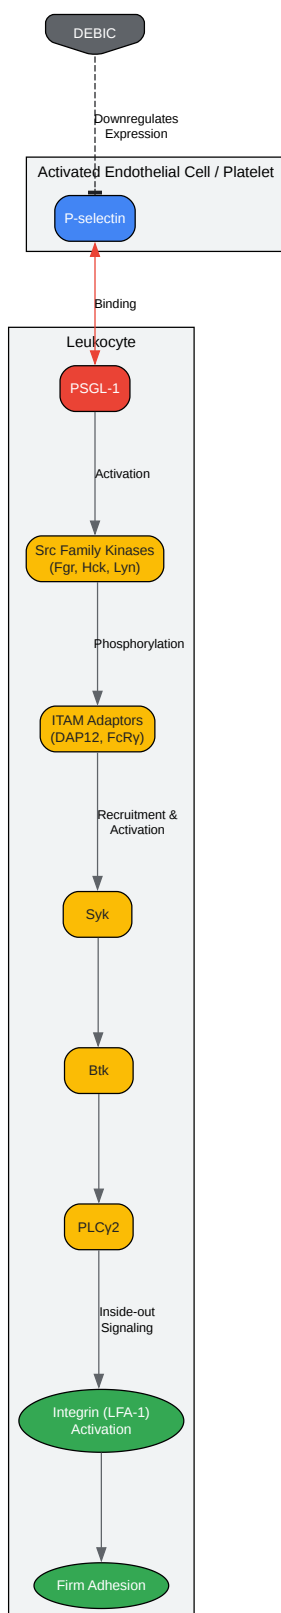 DEBIC
Downregulates
Expression
Activated Endothelial Cell / Platelet
P-selectin
Binding
Leukocyte
PSGL-1
Activation
Src Family Kinases
(Fgr, Hck, Lyn)
Phosphorylation
ITAM Adaptors
(DAP12, FcRγ)
Recruitment &
Activation
Syk
Btk
PLCγ2
Inside-out
Signaling
Integrin (LFA-1)
Activation
Firm Adhesion